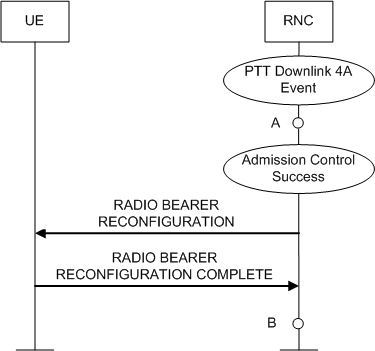 UE
RNC
PTT Downlink 4A
Event
A
Admission Control
Success
RADIO BEARER
RECONFIGURATION
RADIO BEARER
RECONFIGURATION COMPLETE
B